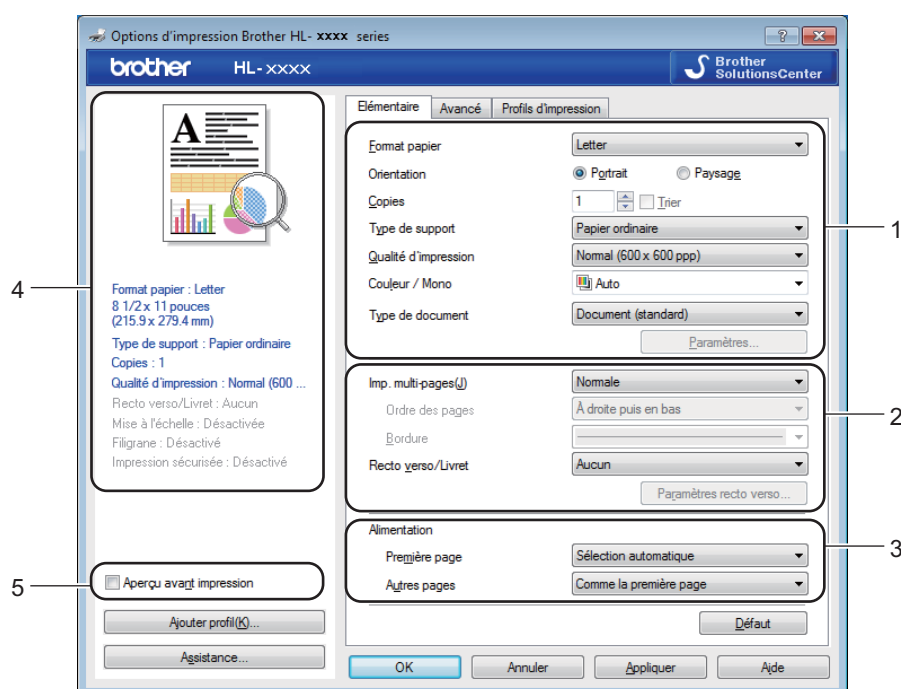 Options d'impression Brother HL- xxxx series
brother HL-xxxx
Brother
SolutionsCenter
A
Format papier : Letter
8 1/2 x 11 pouces
(215.9 x 279.4 mm)
Type de support : Papier ordinaire
Copies : 1
Qualité d'impression : Normal (600 ...
Recto verso/Livret : Aucun
Mise à l'échelle : Désactivée
Filigrane : Désactivé
Impression sécurisée : Désactivé
4
Aperçu avant impression
5
Ajouter profil(K)...
Assistance...
Elémentaire Avancé Profils d'impression
Format papier Letter
Orientation Portrait Paysage
Copies 1 Trier
Type de support Papier ordinaire
1
Qualité d'impression Normal (600 x 600 ppp)
Couleur / Mono Auto
Type de document Document (standard)
Paramètres...
Imp. multi-pages(J) Normale
Ordre des pages À droite puis en bas
2
Bordure
Recto verso/Livret Aucun
Paramètres recto verso...
Alimentation
3
Première page Sélection automatique
Autres pages Comme la première page
Défaut
OK Annuler Appliquer Aide